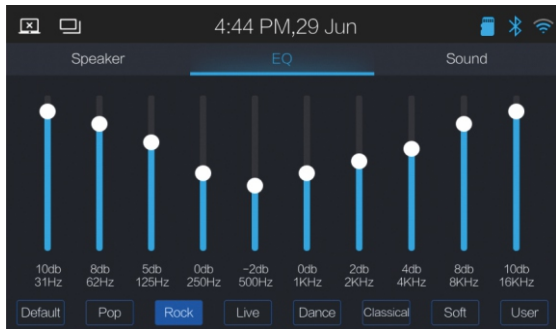 4:44 PM,29 Jun
Speaker EQ Sound
10db 8db 5db 0db -2db 0db 2db 4db 8db 10db
31Hz 62Hz 125Hz 250Hz 500Hz 1KHz 2KHz 4KHz 8KHz 16KHz
Default Pop Rock Live Dance Classical Soft User